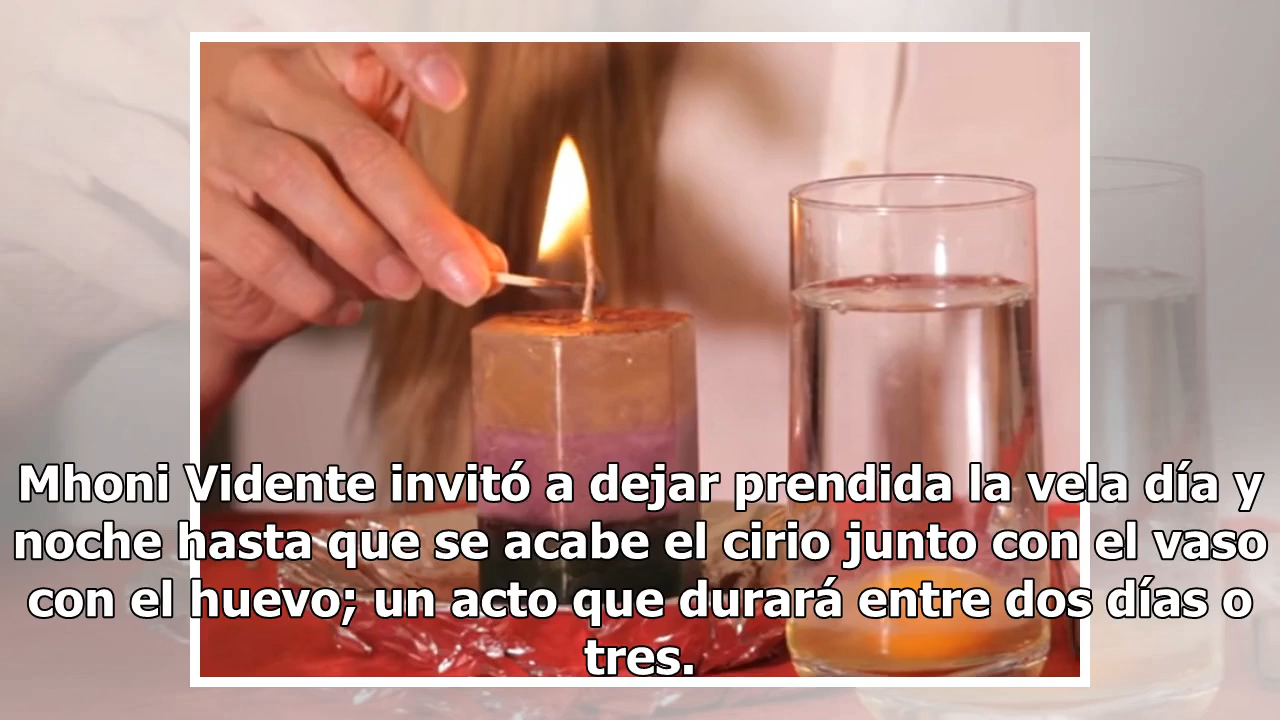 Mhoni Vidente invitó a dejar prendida la vela día y
noche hasta que se acabe el cirio junto con el vaso
con el huevo; un acto que durará entre dos días o
tres.